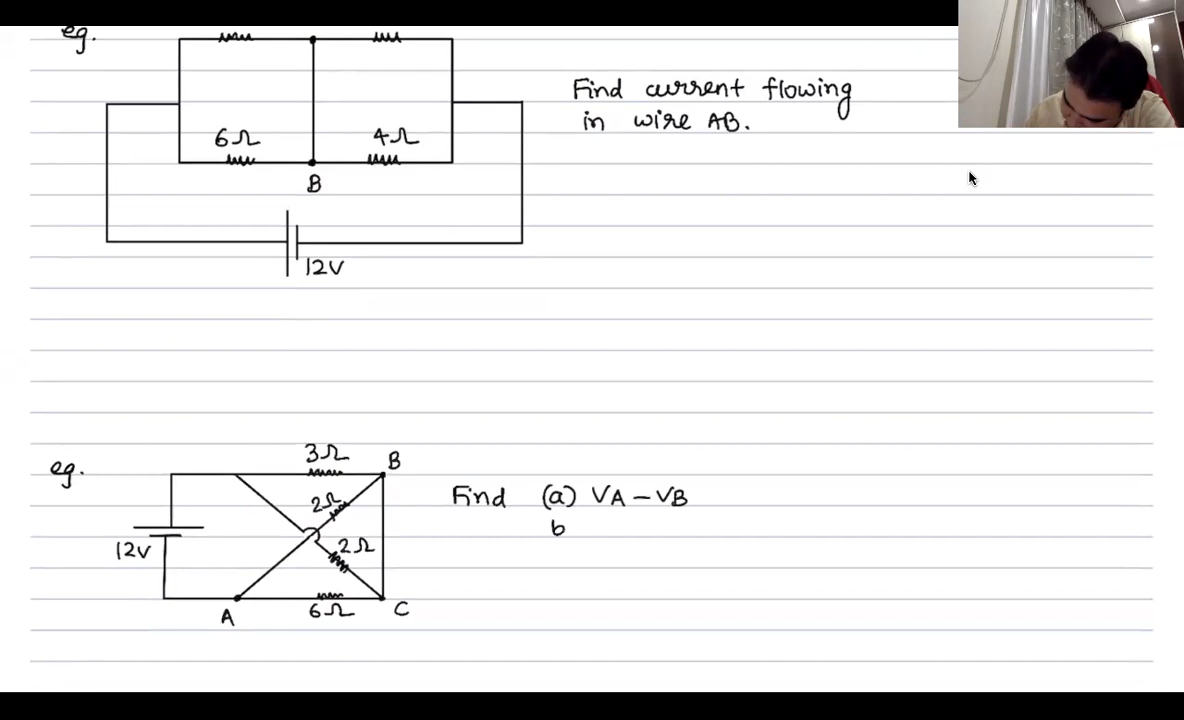 eg.
Find current flowing
in wire AB.
6Ω
4Ω
B
12V
eg.
3Ω
B
2Ω
Find (a) VA – VB
b
12V
2Ω
A
6Ω
C